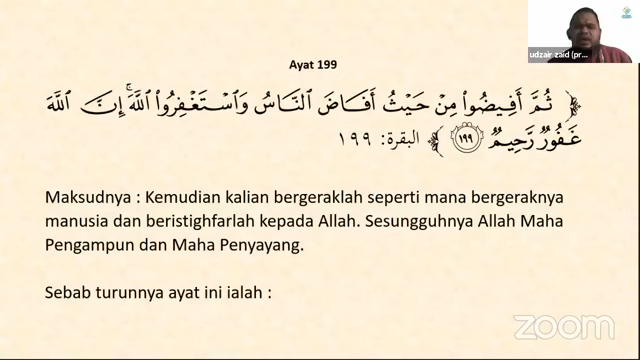 udzair zaid (pr...
Ayat 199
﴿ ثُمَّ أَفِيضُوا۟ مِنْ حَيْثُ أَفَاضَ ٱلنَّاسُ وَٱسْتَغْفِرُوا۟ ٱللَّهَۚ إِنَّ ٱللَّهَ
غَفُورٌ رَّحِيمٌ ١٩٩ ﴾ البقرة: ١٩٩
Maksudnya : Kemudian kalian bergeraklah seperti mana bergeraknya
manusia dan beristighfarlah kepada Allah. Sesungguhnya Allah Maha
Pengampun dan Maha Penyayang.
Sebab turunnya ayat ini ialah :
zoom